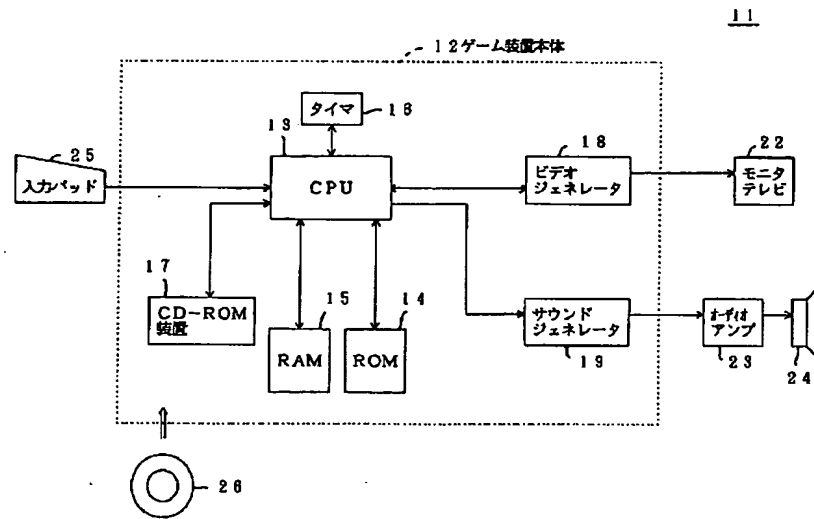 11
12ゲーム装置本体
タイマ
16
13
CPU
25
入力パッド
18
ビデオ
ジェネレータ
22
モニタ
テレビ
17
CD-ROM
装置
15
RAM
14
ROM
サウンド
ジェネレータ
19
オーディオ
アンプ
23
24
26